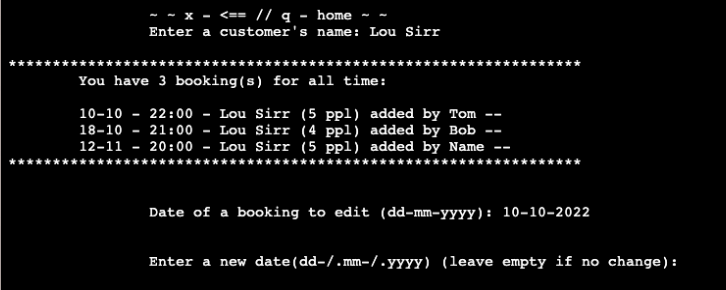 ~ ~ x - <== // q - home ~ ~
Enter a customer's name: Lou Sirr
*****************************************************************
You have 3 booking(s) for all time:
10-10 - 22:00 - Lou Sirr (5 ppl) added by Tom --
18-10 - 21:00 - Lou Sirr (4 ppl) added by Bob --
12-11 - 20:00 - Lou Sirr (5 ppl) added by Name --
*****************************************************************
Date of a booking to edit (dd-mm-yyyy): 10-10-2022
Enter a new date(dd-/.mm-/.yyyy) (leave empty if no change):